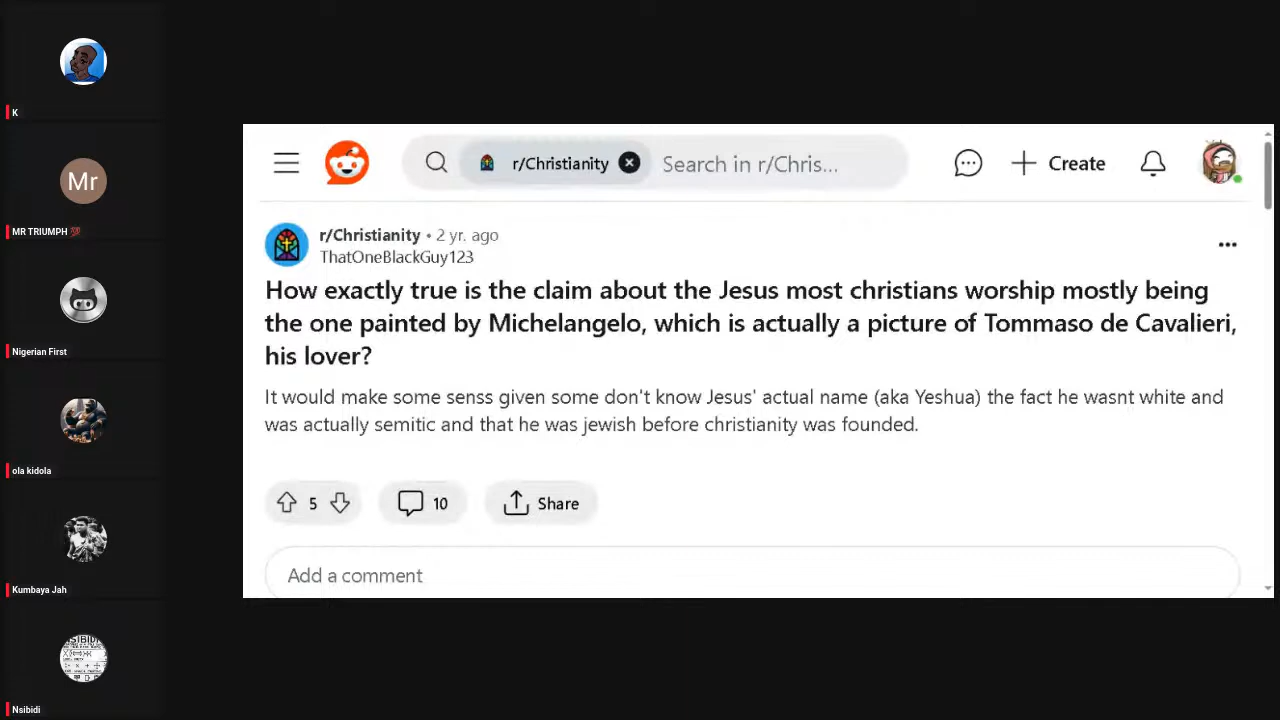 K
Mr
MR TRIUMPH 💯
Nigerian First
ola kidola
Kumbaya Jah
Nsibidi
r/Christianity
Search in r/Chris...
Create
r/Christianity • 2 yr. ago
ThatOneBlackGuy123
How exactly true is the claim about the Jesus most christians worship mostly being
the one painted by Michelangelo, which is actually a picture of Tommaso de Cavalieri,
his lover?
It would make some senss given some don't know Jesus' actual name (aka Yeshua) the fact he wasnt white and
was actually semitic and that he was jewish before christianity was founded.
5
10
Share
Add a comment